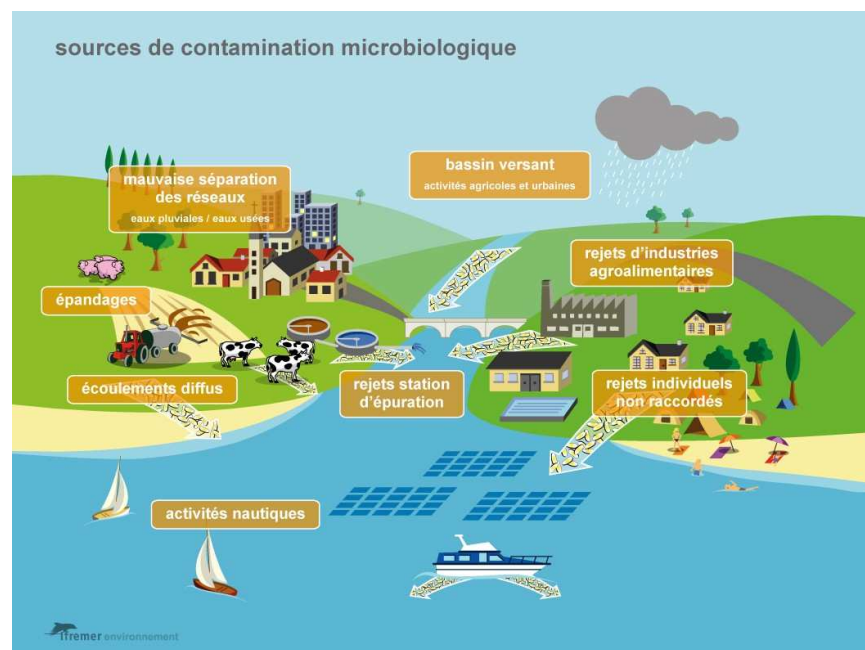 sources de contamination microbiologique
bassin versant
activités agricoles et urbaines
mauvaise séparation
des réseaux
eaux pluviales / eaux usées
rejets d'industries
agroalimentaires
épandages
écoulements diffus
rejets station
d'épuration
rejets individuels
non raccordés
activités nautiques
ifremer environnement